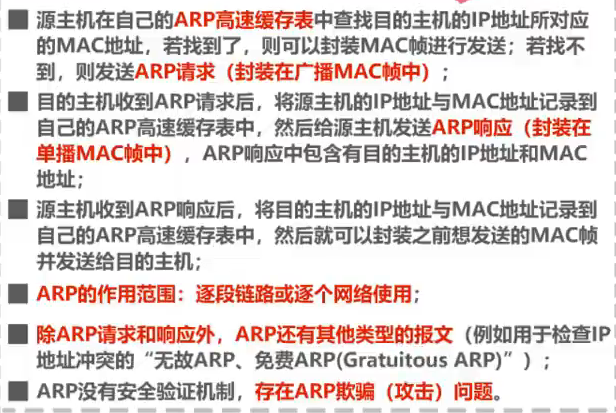 源主机在自己的ARP高速缓存表中查找目的主机的IP地址所对应
的MAC地址，若找到了，则可以封装MAC帧进行发送；若找不
到，则发送ARP请求（封装在广播MAC帧中）；
目的主机收到ARP请求后，将源主机的IP地址与MAC地址记录到
自己的ARP高速缓存表中，然后给源主机发送ARP响应（封装在
单播MAC帧中），ARP响应中包含有目的主机的IP地址和MAC
地址；
源主机收到ARP响应后，将目的主机的IP地址与MAC地址记录到
自己的ARP高速缓存表中，然后就可以封装之前想发送的MAC帧
并发送给目的主机；
ARP的作用范围：逐段链路或逐个网络使用；
除ARP请求和响应外，ARP还有其他类型的报文（例如用于检查IP
地址冲突的“无故ARP、免费ARP(Gratuitous ARP)”）；
ARP没有安全验证机制，存在ARP欺骗（攻击）问题。